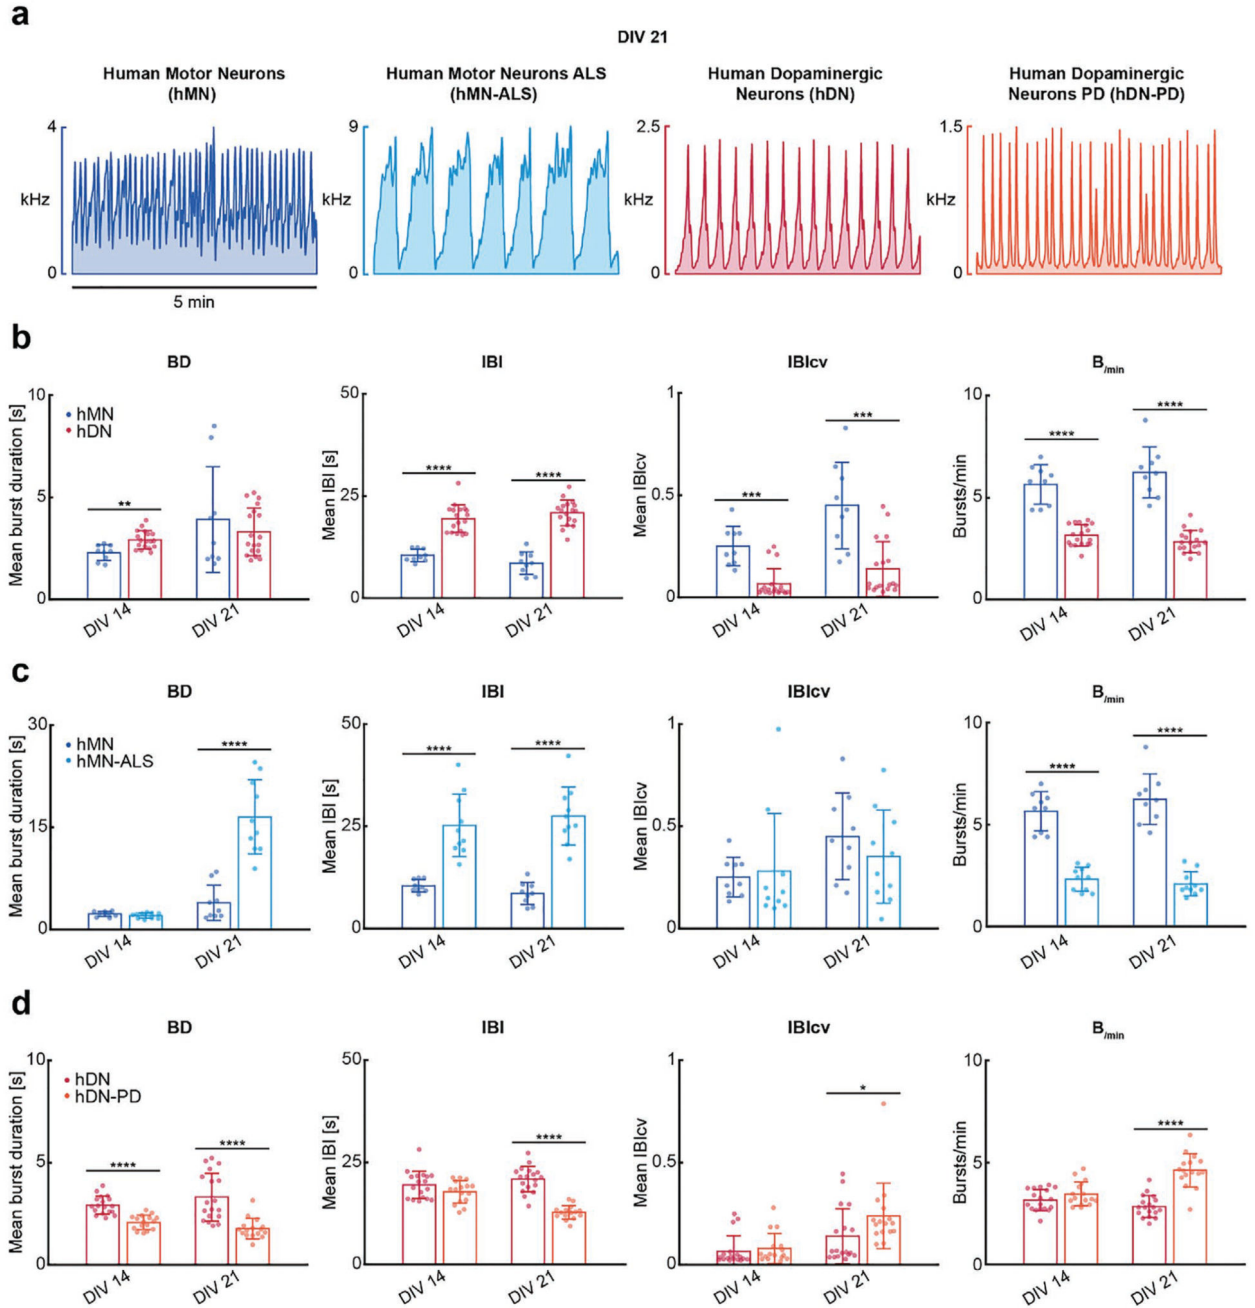 a
DIV 21
Human Motor Neurons
(hMN)
Human Motor Neurons ALS
(hMN-ALS)
Human Dopaminergic
Neurons (hDN)
Human Dopaminergic
Neurons PD (hDN-PD)
4
kHz
0
5 min
9
kHz
0
2.5
kHz
0
1.5
kHz
0
b
BD
Mean burst duration [s]
10
5
0
hMN
hDN
**
DIV 14
DIV 21
IBI
Mean IBI [s]
50
25
0
****
****
DIV 14
DIV 21
IBIcv
Mean IBIcv
1
0.5
0
***
***
DIV 14
DIV 21
B/min
Bursts/min
10
5
0
****
****
DIV 14
DIV 21
c
BD
Mean burst duration [s]
30
15
0
hMN
hMN-ALS
****
DIV 14
DIV 21
IBI
Mean IBI [s]
50
25
0
****
****
DIV 14
DIV 21
IBIcv
Mean IBIcv
1
0.5
0
DIV 14
DIV 21
B/min
Bursts/min
10
5
0
****
****
DIV 14
DIV 21
d
BD
Mean burst duration [s]
10
5
0
hDN
hDN-PD
****
****
DIV 14
DIV 21
IBI
Mean IBI [s]
50
25
0
****
DIV 14
DIV 21
IBIcv
Mean IBIcv
1
0.5
0
*
DIV 14
DIV 21
B/min
Bursts/min
10
5
0
****
DIV 14
DIV 21